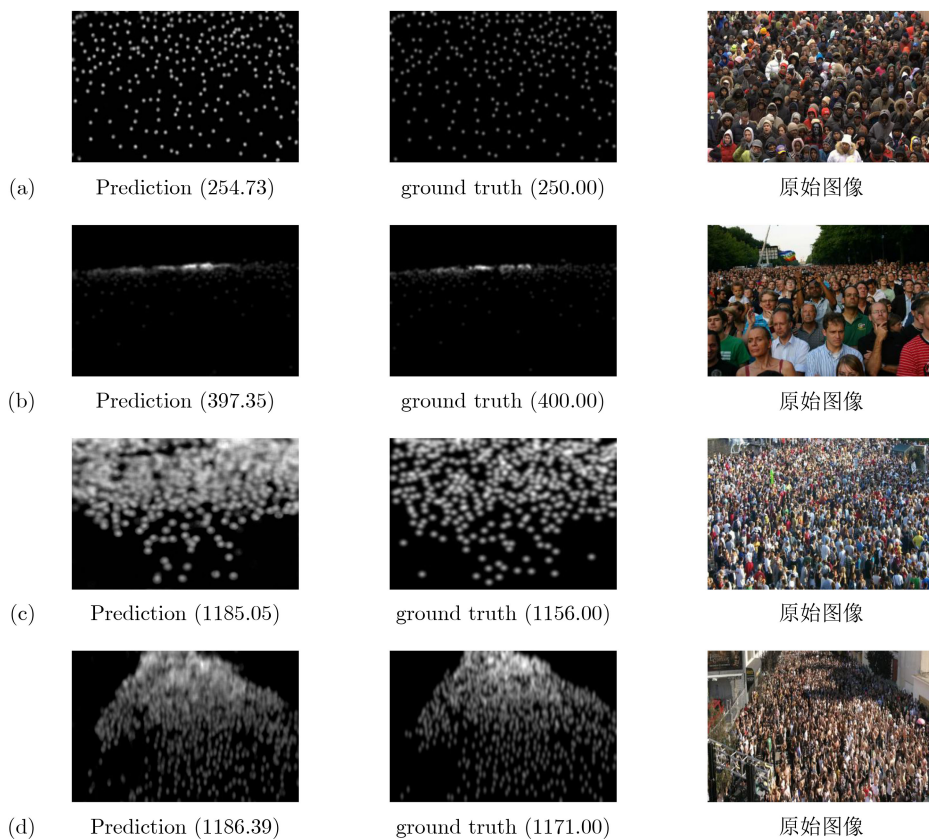 (a) Prediction (254.73) ground truth (250.00) 原始图像
(b) Prediction (397.35) ground truth (400.00) 原始图像
(c) Prediction (1185.05) ground truth (1156.00) 原始图像
(d) Prediction (1186.39) ground truth (1171.00) 原始图像